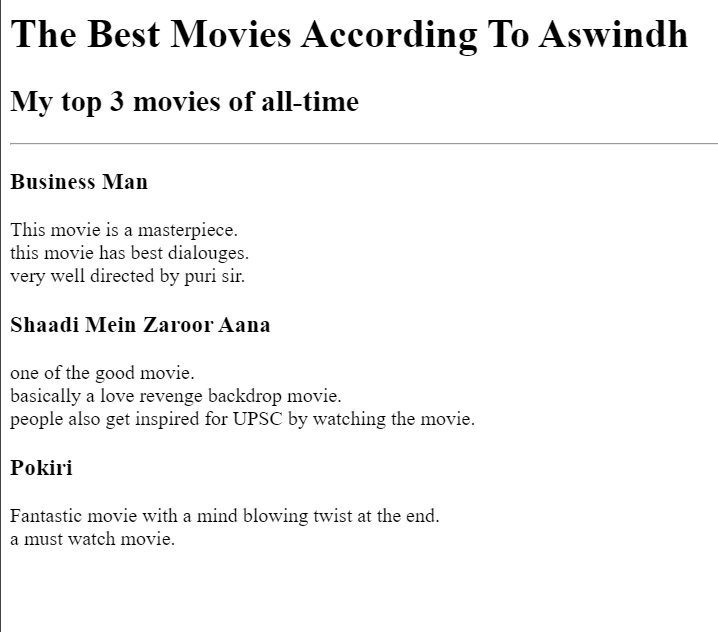 The Best Movies According To Aswindh
My top 3 movies of all-time
Business Man
This movie is a masterpiece.
this movie has best dialouges.
very well directed by puri sir.
Shaadi Mein Zaroor Aana
one of the good movie.
basically a love revenge backdrop movie.
people also get inspired for UPSC by watching the movie.
Pokiri
Fantastic movie with a mind blowing twist at the end.
a must watch movie.